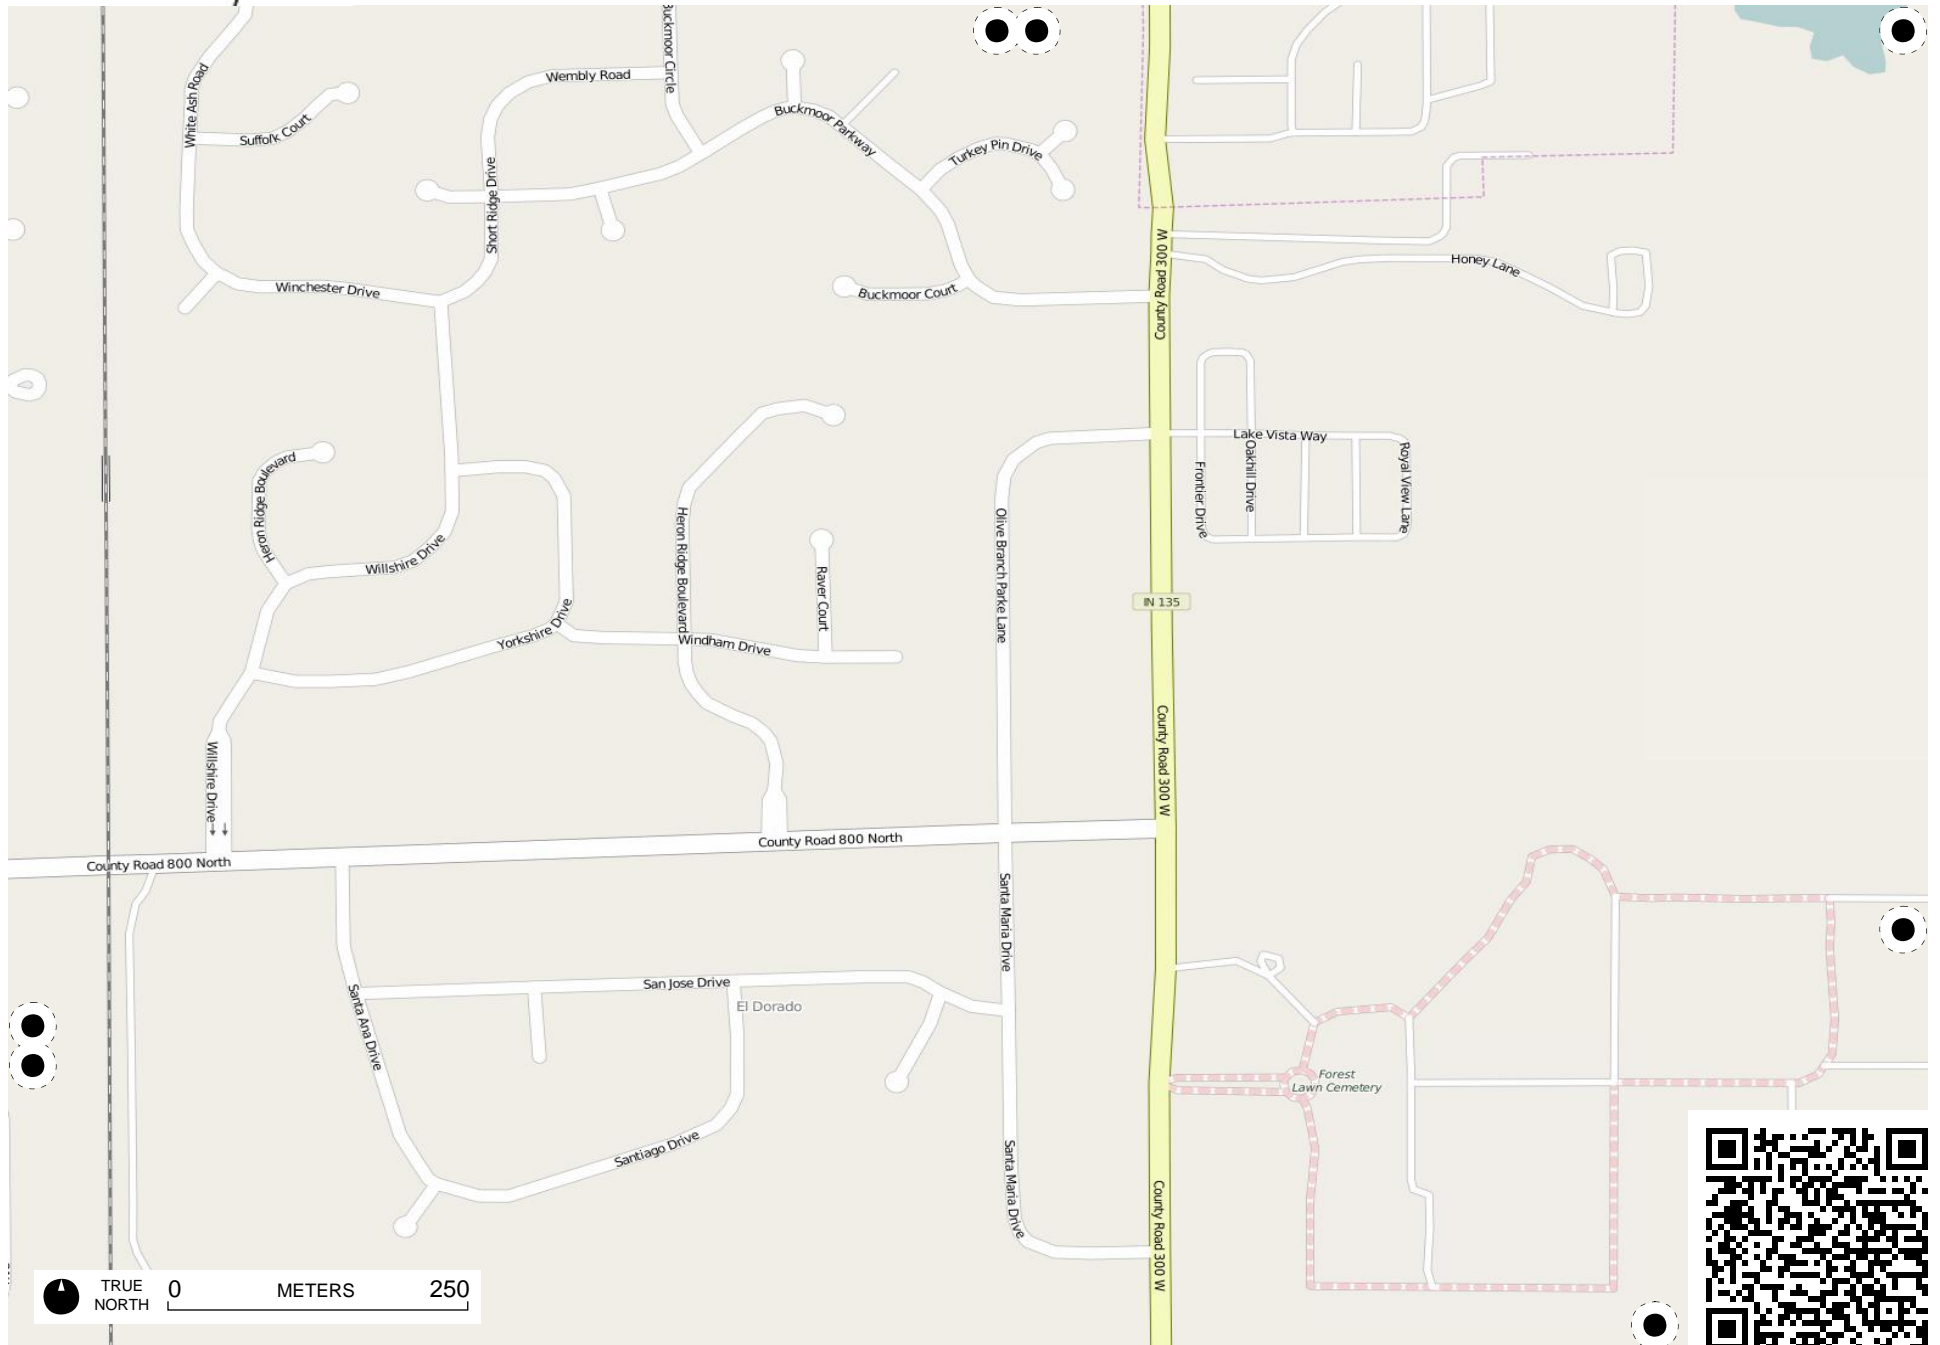 Buckmoor Circle
Wembly Road
White Ash Road
Suffolk Court
Buckmoor Parkway
Turkey Pin Drive
Short Ridge Drive
County Road 300 W
Honey Lane
Winchester Drive
Buckmoor Court
Lake Vista Way
Heron Ridge Boulevard
Frontier Drive
Oakhill Drive
Royal View Lane
Heron Ridge Boulevard
Olive Branch Parke Lane
Willshire Drive
Raver Court
IN 135
Yorkshire Drive
Windham Drive
Willshire Drive
County Road 300 W
County Road 800 North
County Road 800 North
Santa Maria Drive
San Jose Drive
El Dorado
Santa Ana Drive
Forest
Lawn Cemetery
Santiago Drive
Santa Maria Drive
County Road 300 W
TRUE
NORTH
0 METERS 250